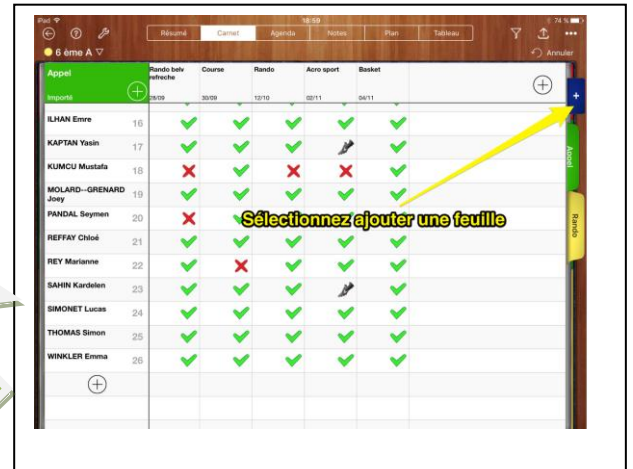 iPad 18:59 74 %
Résumé Carnet Agenda Notes Plan Tableau
6 ème A Annuler
Appel
Importé
Rando belv refreche
Course
Rando
Acro sport
Basket
28/09 30/09 12/10 02/11 04/11
ILHAN Emre 16
KAPTAN Yasin 17
KUMCU Mustafa 18
MOLARD--GRENARD
Joey 19
PANDAL Seymen 20
Sélectionnez ajouter une feuille
REFFAY Chloé 21
REY Marianne 22
SAHIN Kardelen 23
SIMONET Lucas 24
THOMAS Simon 25
WINKLER Emma 26
Appel
Rando